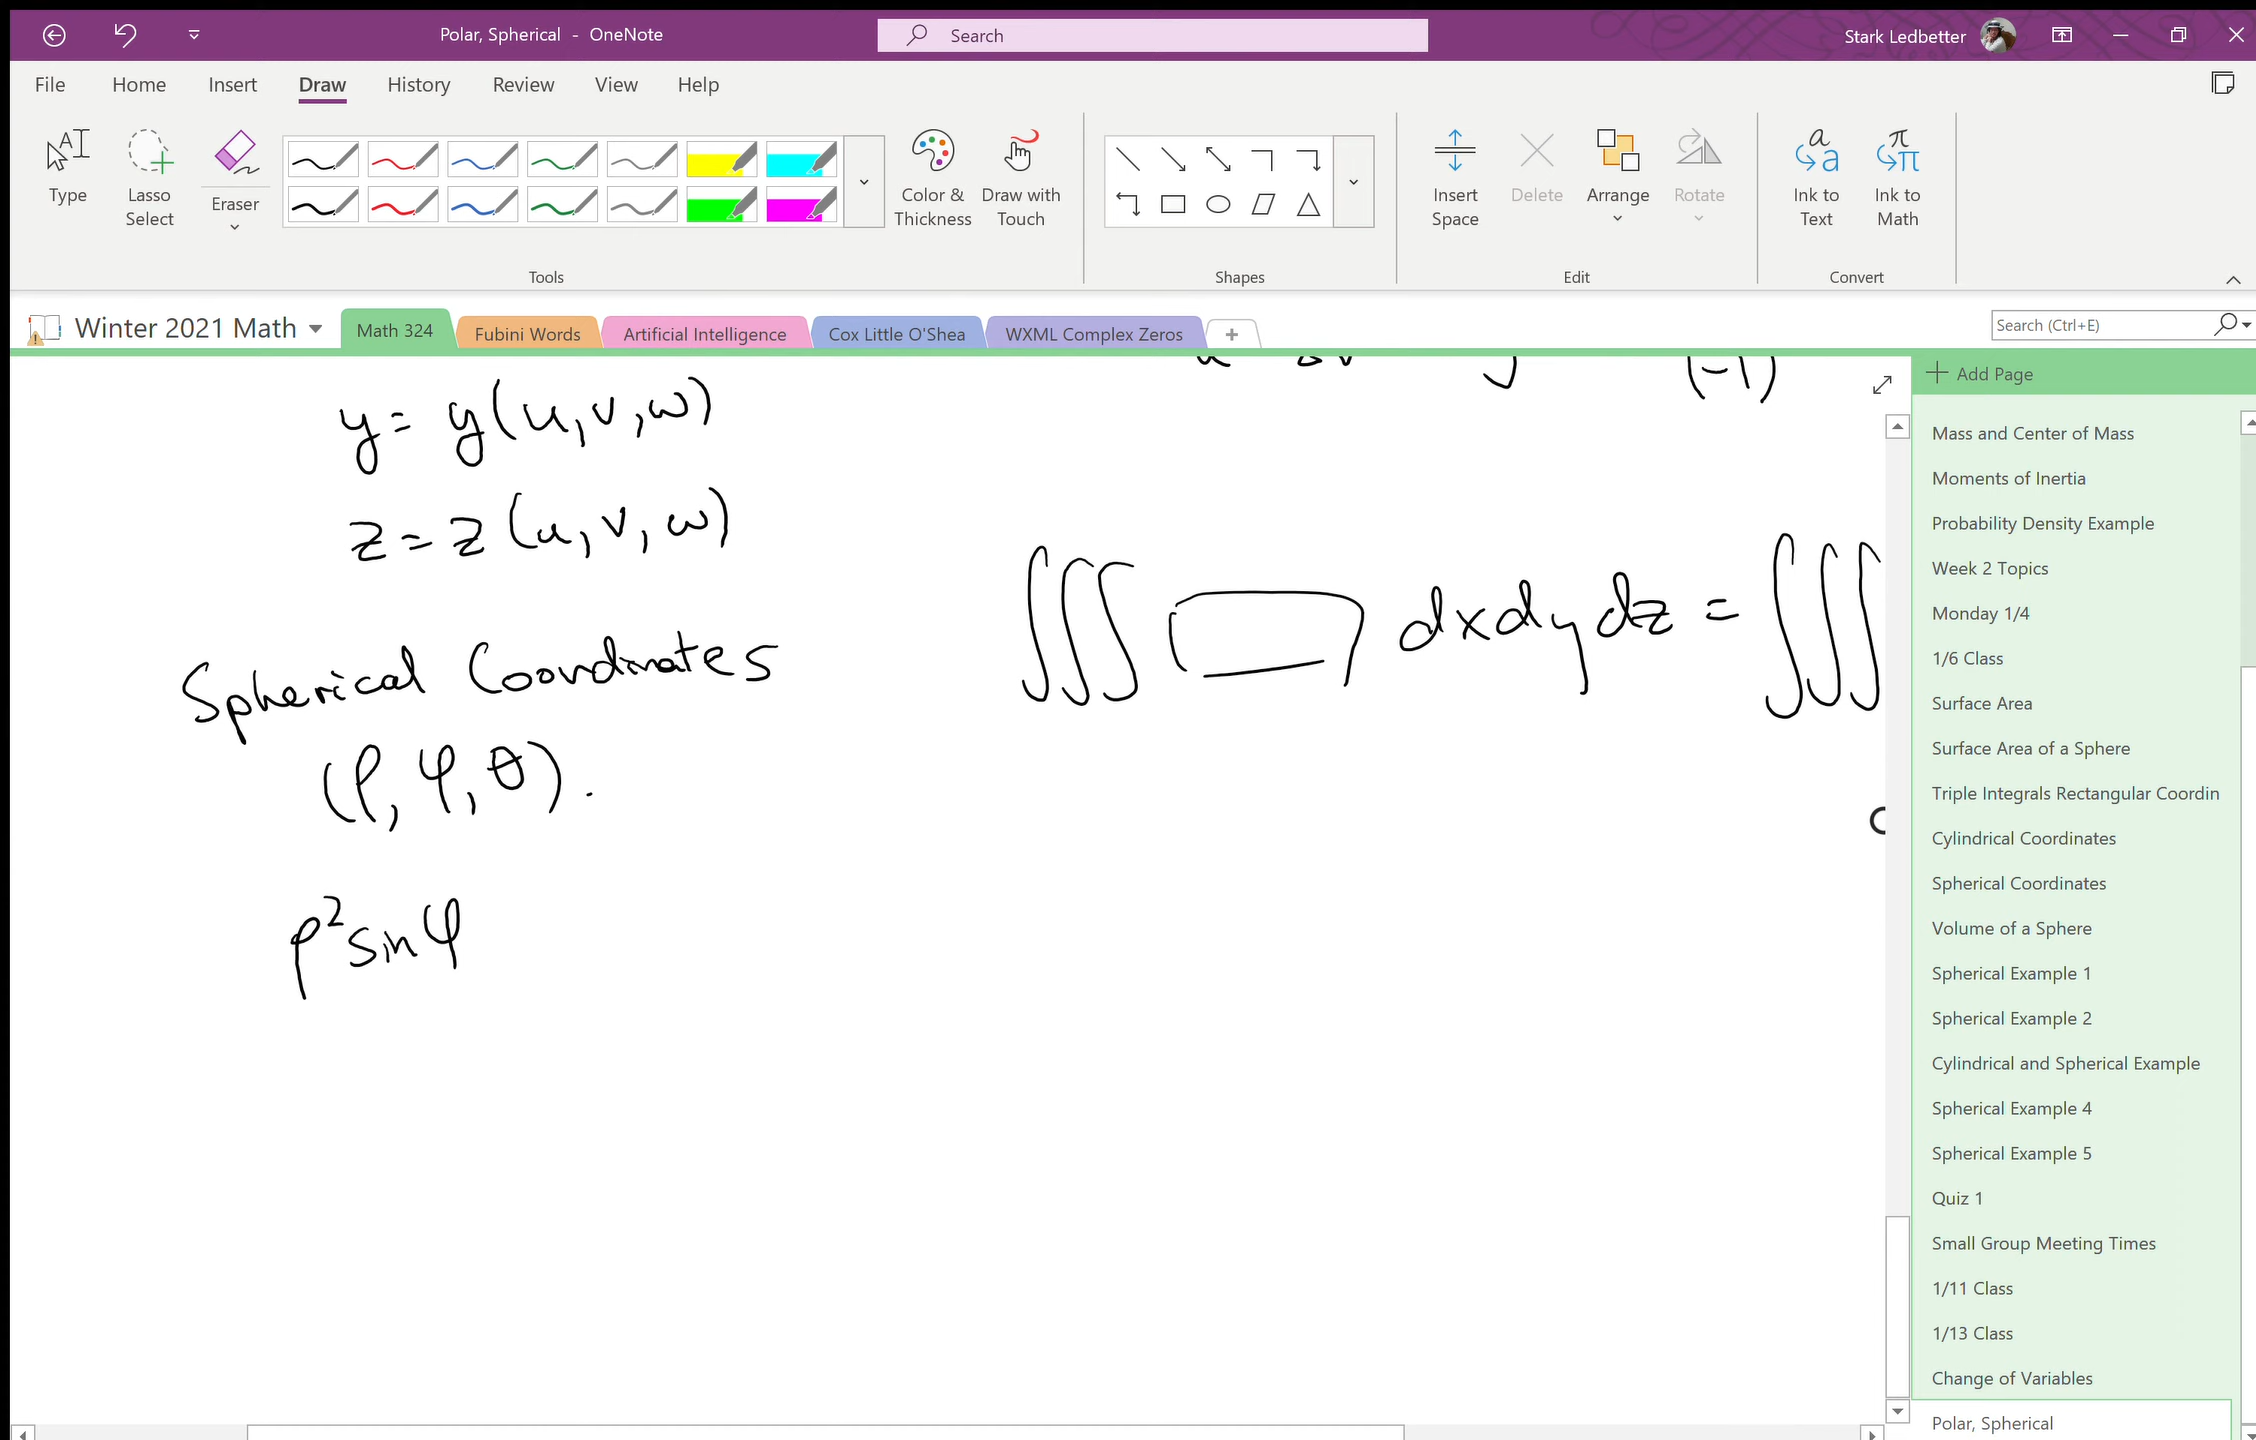 Polar, Spherical - OneNote
Search
Stark Ledbetter
File Home Insert Draw History Review View Help
Type
Lasso Select
Eraser
Color & Thickness
Draw with Touch
Insert Space
Delete
Arrange
Rotate
Ink to Text
Ink to Math
Tools Shapes Edit Convert
Winter 2021 Math
Math 324
Fubini Words
Artificial Intelligence
Cox Little O'Shea
WXML Complex Zeros
+
Search (Ctrl+E)
(-1)
y = y(u,v,w)
z = z(u,v,w)
∭ dxdydz = ∭
Spherical Coordinates
(ρ, φ, θ).
ρ² sin φ
Add Page
Mass and Center of Mass
Moments of Inertia
Probability Density Example
Week 2 Topics
Monday 1/4
1/6 Class
Surface Area
Surface Area of a Sphere
Triple Integrals Rectangular Coordin
Cylindrical Coordinates
Spherical Coordinates
Volume of a Sphere
Spherical Example 1
Spherical Example 2
Cylindrical and Spherical Example
Spherical Example 4
Spherical Example 5
Quiz 1
Small Group Meeting Times
1/11 Class
1/13 Class
Change of Variables
Polar, Spherical